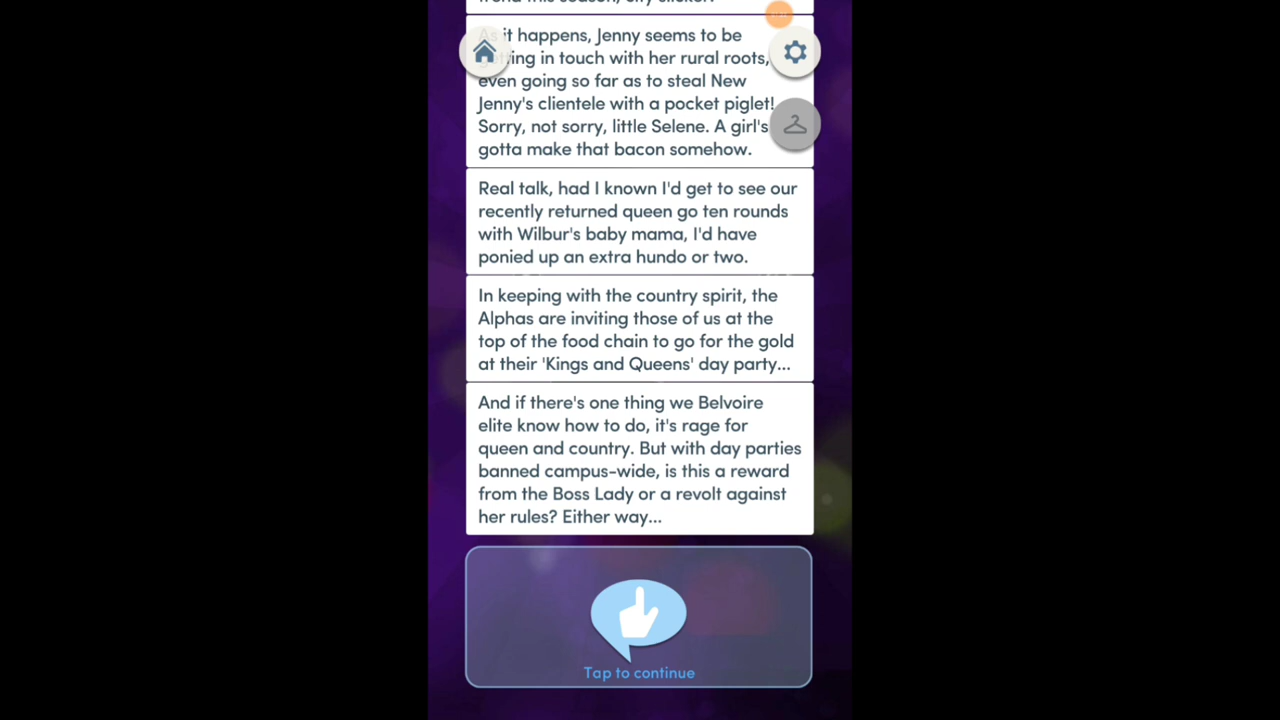 trend this season, city slicker.
As it happens, Jenny seems to be
getting in touch with her rural roots,
even going so far as to steal New
Jenny's clientele with a pocket piglet!
Sorry, not sorry, little Selene. A girl's
gotta make that bacon somehow.
Real talk, had I known I'd get to see our
recently returned queen go ten rounds
with Wilbur's baby mama, I'd have
ponied up an extra hundo or two.
In keeping with the country spirit, the
Alphas are inviting those of us at the
top of the food chain to go for the gold
at their 'Kings and Queens' day party...
And if there's one thing we Belvoire
elite know how to do, it's rage for
queen and country. But with day parties
banned campus-wide, is this a reward
from the Boss Lady or a revolt against
her rules? Either way...
Tap to continue